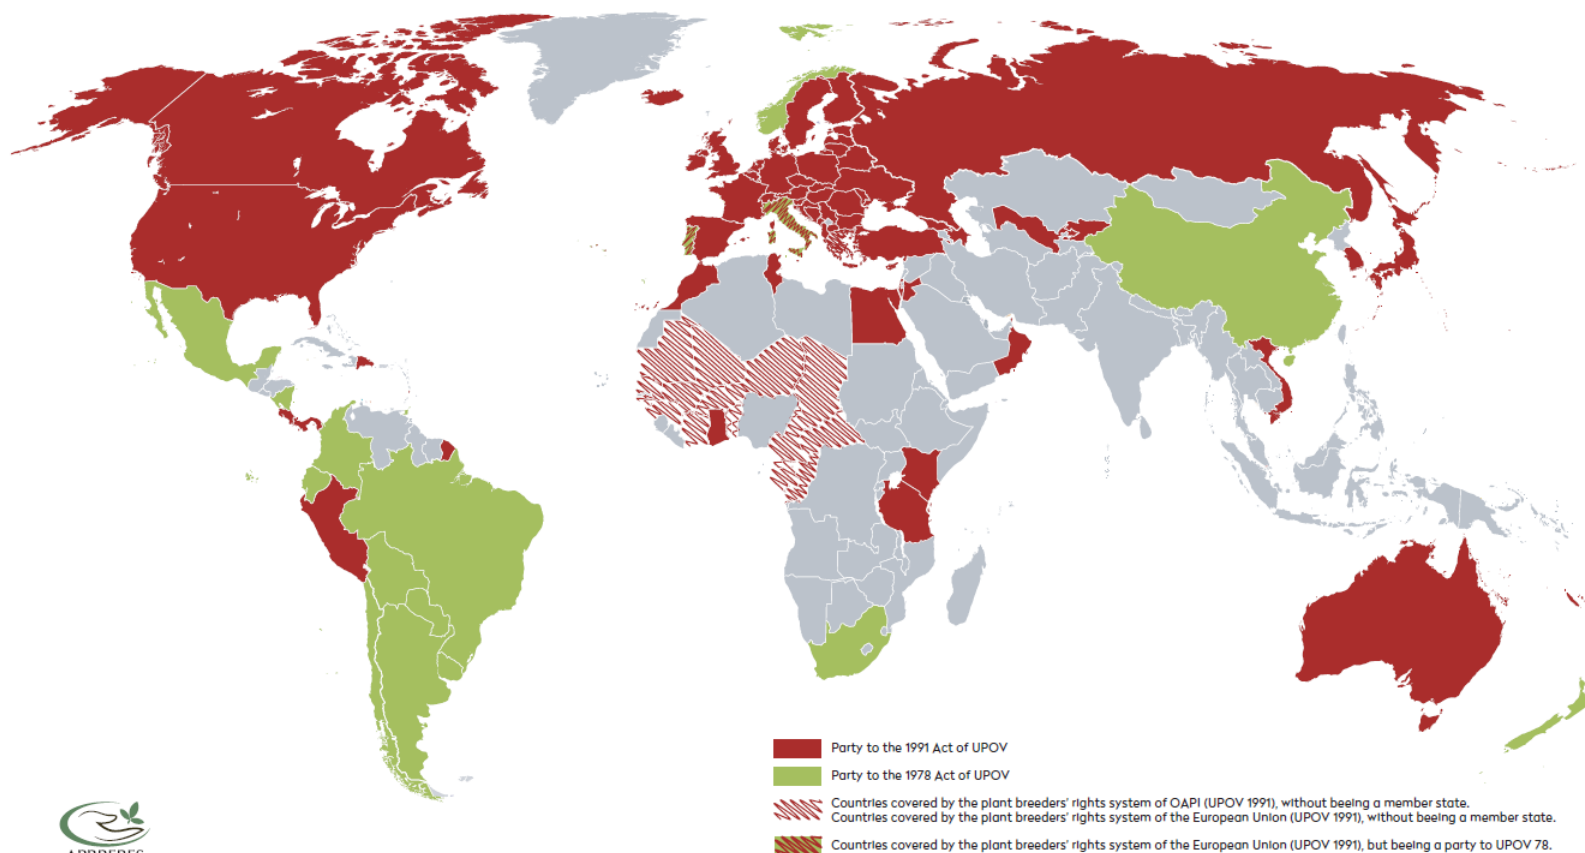 Party to the 1991 Act of UPOV
Party to the 1978 Act of UPOV
Countries covered by the plant breeders' rights system of OAPI (UPOV 1991), without beeing a member state.
Countries covered by the plant breeders' rights system of the European Union (UPOV 1991), without beeing a member state.
Countries covered by the plant breeders' rights system of the European Union (UPOV 1991), but beeing a party to UPOV 78.